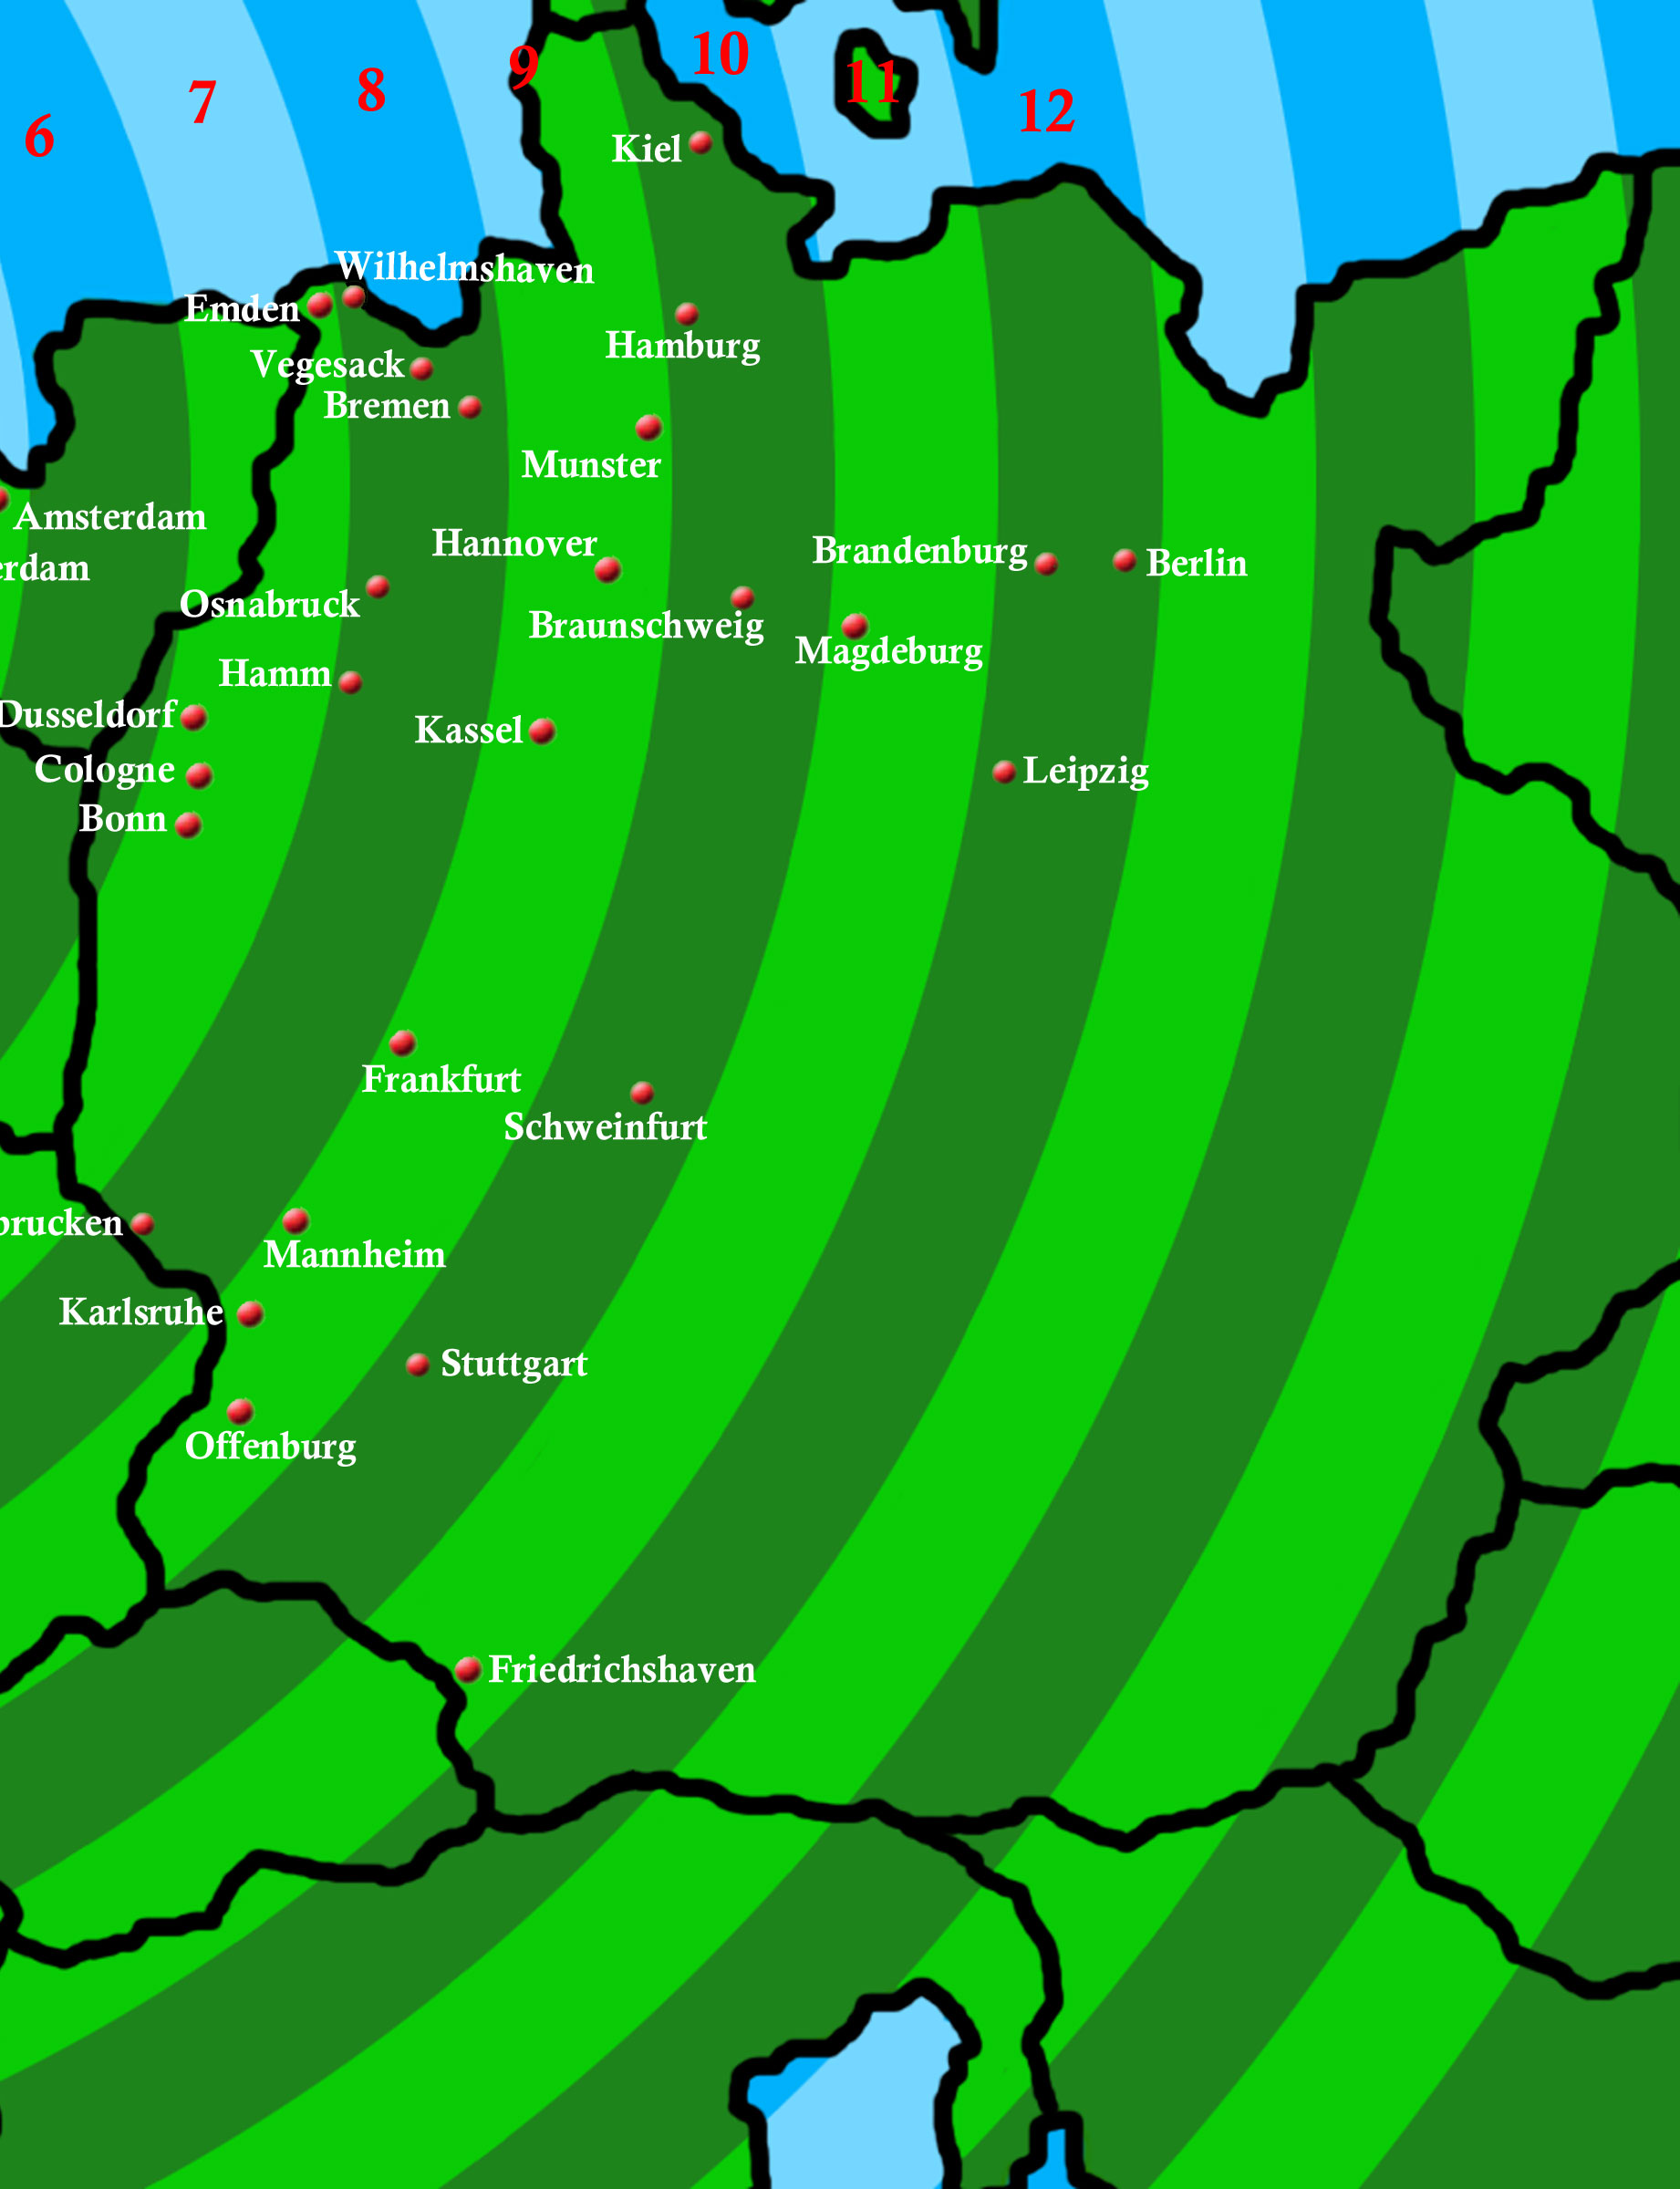 6
7
8
9
10
11
12
Kiel
Wilhelmshaven
Emden
Hamburg
Vegesack
Bremen
Munster
Amsterdam
Hannover
Brandenburg
Berlin
erdam
Osnabruck
Braunschweig
Magdeburg
Hamm
Dusseldorf
Kassel
Cologne
Leipzig
Bonn
Frankfurt
Schweinfurt
brucken
Mannheim
Karlsruhe
Stuttgart
Offenburg
Friedrichshaven